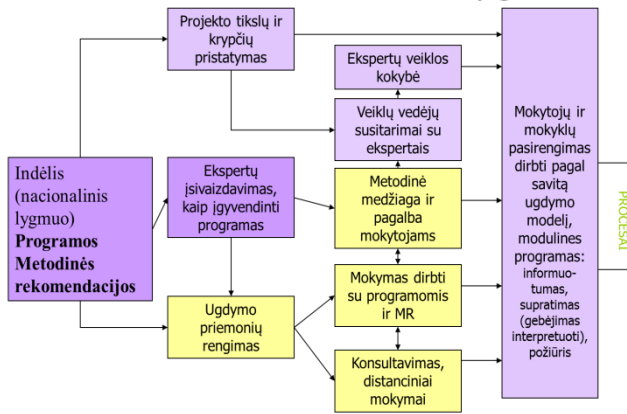 Projekto tikslų ir
krypčių
pristatymas
Ekspertų veiklos
kokybė
Veiklų vedėjų
susitarimai su
ekspertais
Indėlis
(nacionalinis
lygmuo)
Programos
Metodinės
rekomendacijos
Ekspertų
įsivaizdavimas,
kaip įgyvendinti
programas
Metodinė
medžiaga ir
pagalba
mokytojams
Ugdymo
priemonių
rengimas
Mokymas dirbti
su programomis
ir MR
Konsultavimas,
distanciniai
mokymai
Mokytojų ir
mokyklų
pasirengimas
dirbti pagal
savitą
ugdymo
modelį,
modulines
programas:
informuo-
tumas,
supratimas
(gebėjimas
interpretuoti),
požiūris
PROCESAI